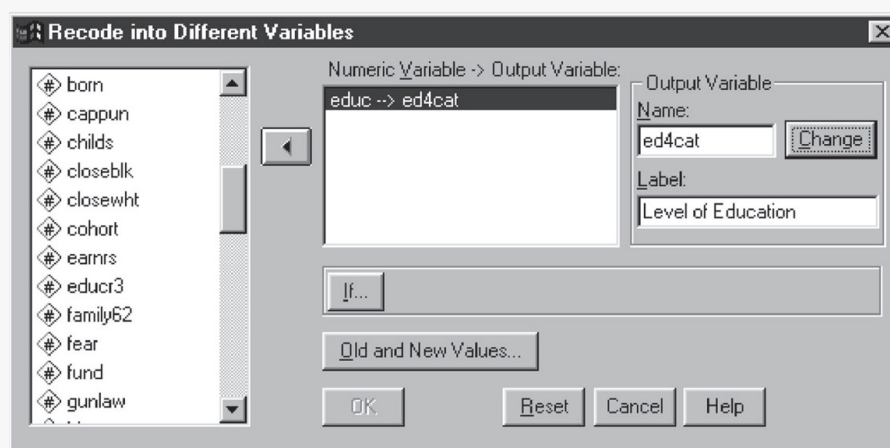 Recode into Different Variables
born
cappun
childs
closeblk
closewht
cohort
earnrs
educr3
family62
fear
fund
gunlaw
Numeric Variable -> Output Variable:
educ --> ed4cat
Output Variable
Name:
ed4cat
Change
Label:
Level of Education
If...
Old and New Values...
OK
Reset
Cancel
Help